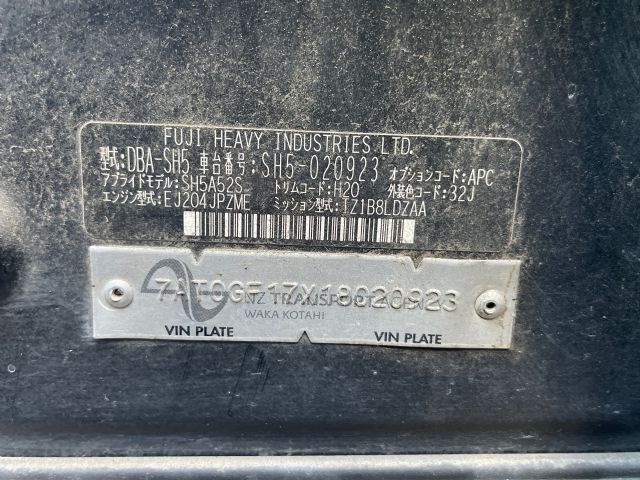 FUJI HEAVY INDUSTRIES LTD.
型式:DBA-SH5 車台番号:SH5-020923 オプションコード:APC
アプライドモデル:SH5A52S トリムコード:H20 外装色コード:32J
エンジン型式:EJ204JPZME ミッション型式:TZ1B8LDZAA
7AT0GF17X18020923
NZ TRANSPORT AGENCY
WAKA KOTAHI
VIN PLATE VIN PLATE